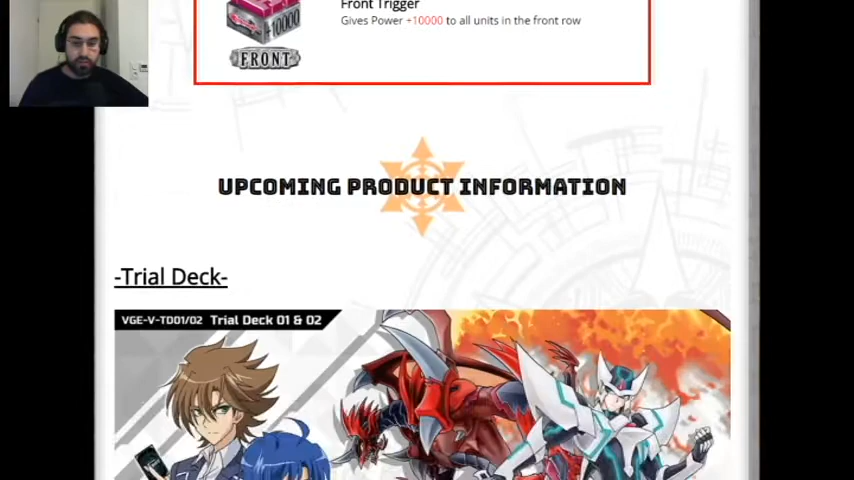 Front Trigger
Gives Power +10000 to all units in the front row
+10000
FRONT
UPCOMING PRODUCT INFORMATION
-Trial Deck-
VGE-V-TD01/02 Trial Deck 01 & 02